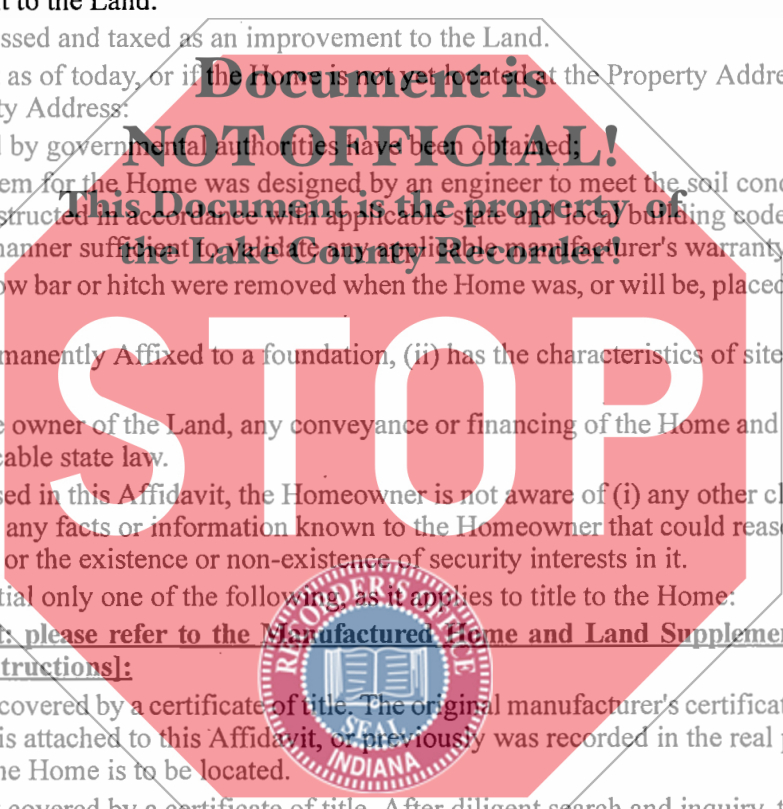 t to the Land.
ssed and taxed as an improvement to the Land.
as of today, or if the Home is not yet located at the Property Addre
ty Address:
Document is
NOT OFFICIAL!
d by governmental authorities have been obtained;
em for the Home was designed by an engineer to meet the soil cond
This Document is the property of
structed in accordance with applicable state and local building code
the Lake County Recorder!
nanner sufficient to validate any applicable manufacturer's warranty
ow bar or hitch were removed when the Home was, or will be, placed
STOP
manently Affixed to a foundation, (ii) has the characteristics of site
e owner of the Land, any conveyance or financing of the Home and
cable state law.
sed in this Affidavit, the Homeowner is not aware of (i) any other cl
any facts or information known to the Homeowner that could reas
or the existence or non-existence of security interests in it.
tial only one of the following, as it applies to title to the Home:
t: please refer to the Manufactured Home and Land Supplemen
structions]:
RECORDER'S OFFICE
SEAL
INDIANA
covered by a certificate of title. The original manufacturer's certificat
is attached to this Affidavit, or previously was recorded in the real p
ne Home is to be located.
covered by a certificate of title. After diligent search and inquiry, t